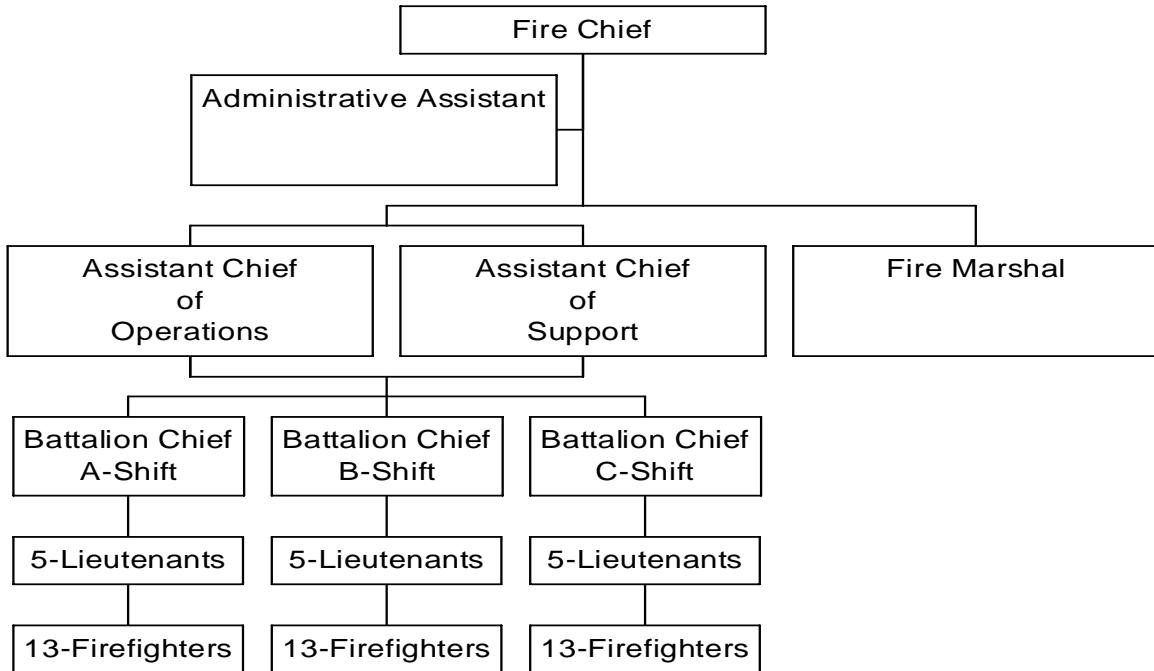 Fire Chief
Administrative Assistant
Assistant Chief
of
Operations
Assistant Chief
of
Support
Fire Marshal
Battalion Chief
A-Shift
Battalion Chief
B-Shift
Battalion Chief
C-Shift
5-Lieutenants
5-Lieutenants
5-Lieutenants
13-Firefighters
13-Firefighters
13-Firefighters